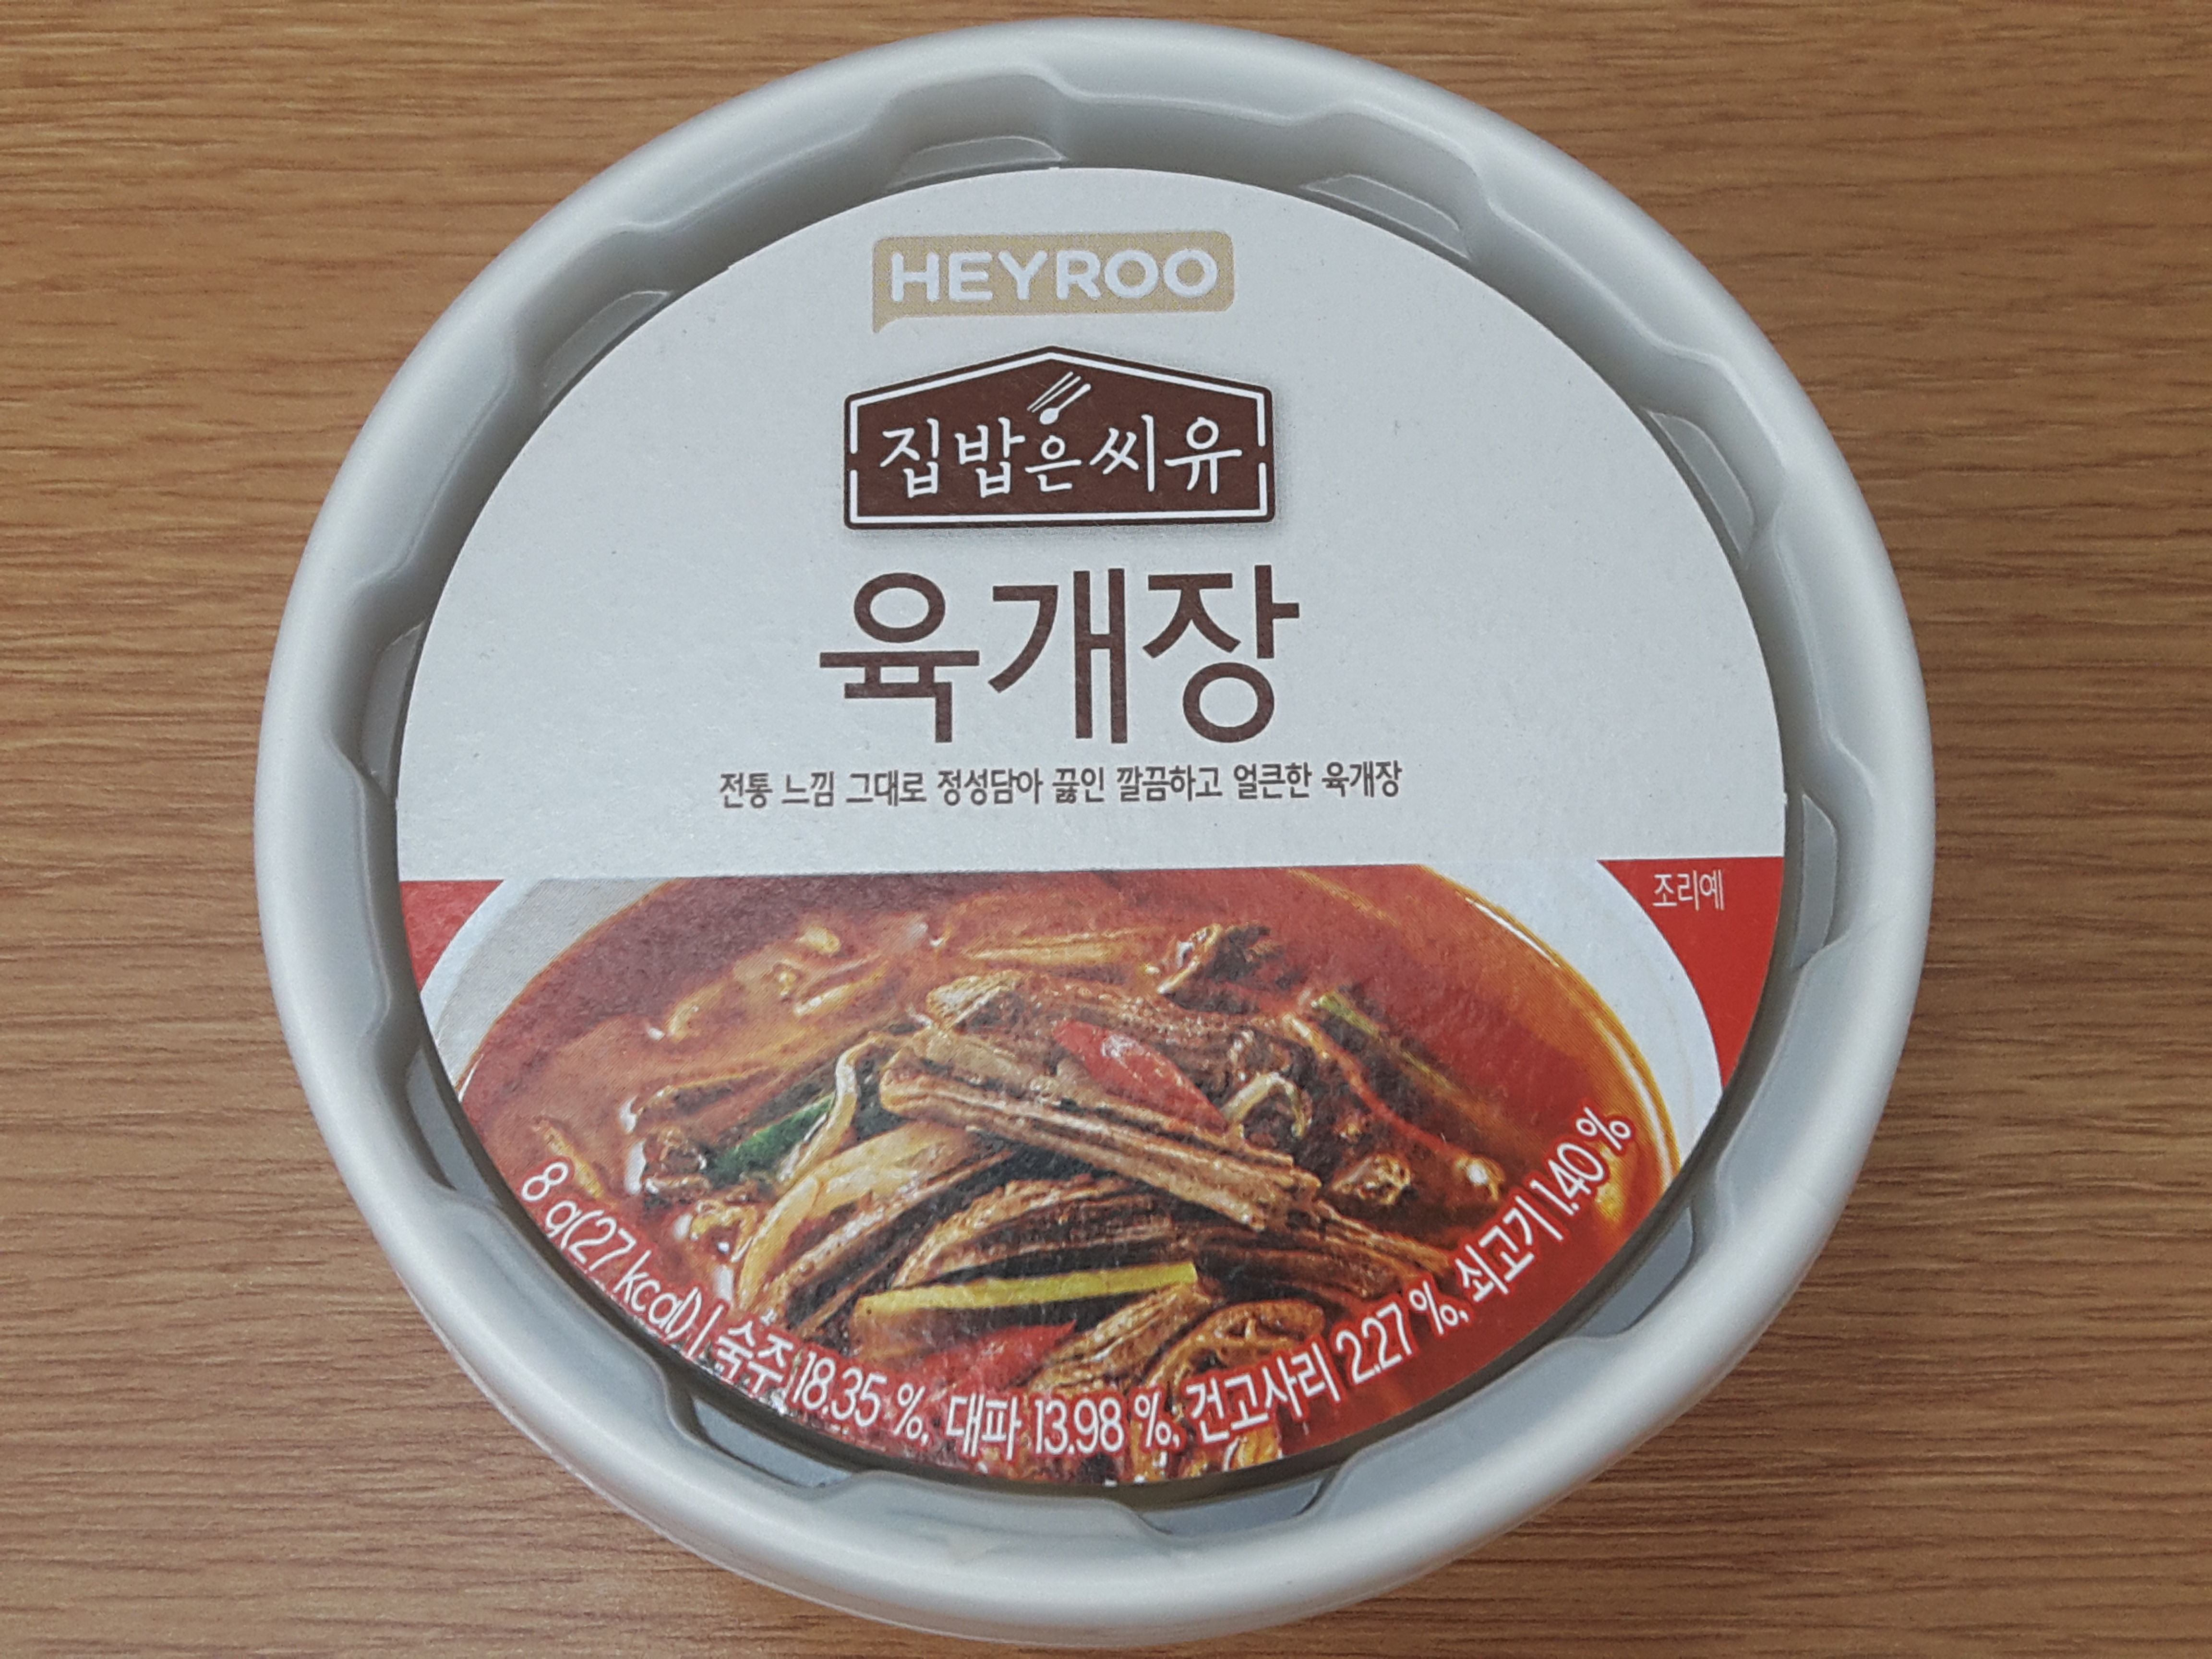 HEYROO
집밥은씨유
육개장
전통 느낌 그대로 정성담아 끓인 깔끔하고 얼큰한 육개장
조리예
8 g(27 kcal) | 숙주 18.35 %, 대파 13.98 %, 건고사리 2.27 %, 쇠고기 1.40 %